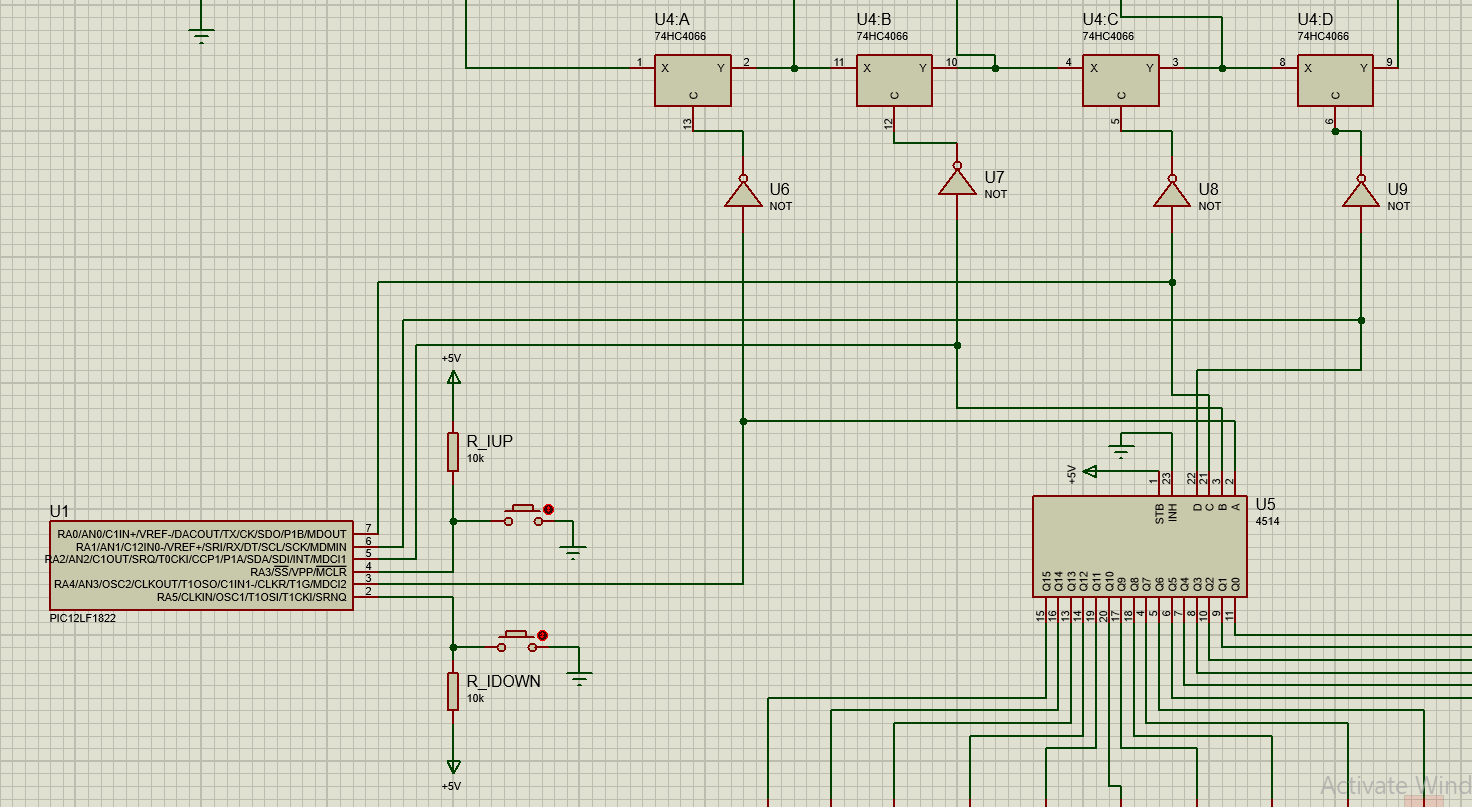 U4:A
74HC4066
U4:B
74HC4066
U4:C
74HC4066
U4:D
74HC4066
1 X Y 2
11 X Y 10
4 X Y 3
8 X Y 9
C
C
C
C
13
12
5
6
U6
NOT
U7
NOT
U8
NOT
U9
NOT
+5V
R_IUP
10k
+5V
1
23
22
21
3
2
U5
4514
STB
INH
D
C
B
A
Q15
Q14
Q13
Q12
Q11
Q10
Q9
Q8
Q7
Q6
Q5
Q4
Q3
Q2
Q1
Q0
15
16
13
14
19
20
17
18
4
5
6
7
8
10
9
11
U1
RA0/AN0/C1IN+/VREF-/DACOUT/TX/CK/SDO/P1B/MDOUT 7
RA1/AN1/C12IN0-/VREF+/SRI/RX/DT/SCL/SCK/MDMIN 6
RA2/AN2/C1OUT/SRQ/T0CKI/CCP1/P1A/SDA/SDI/INT/MDCI1 5
RA3/SS/VPP/MCLR 4
RA4/AN3/OSC2/CLKOUT/T1OSO/C1IN1-/CLKR/T1G/MDCI2 3
RA5/CLKIN/OSC1/T1OSI/T1CKI/SRNQ 2
PIC12LF1822
R_IDOWN
10k
+5V
Activate Wind